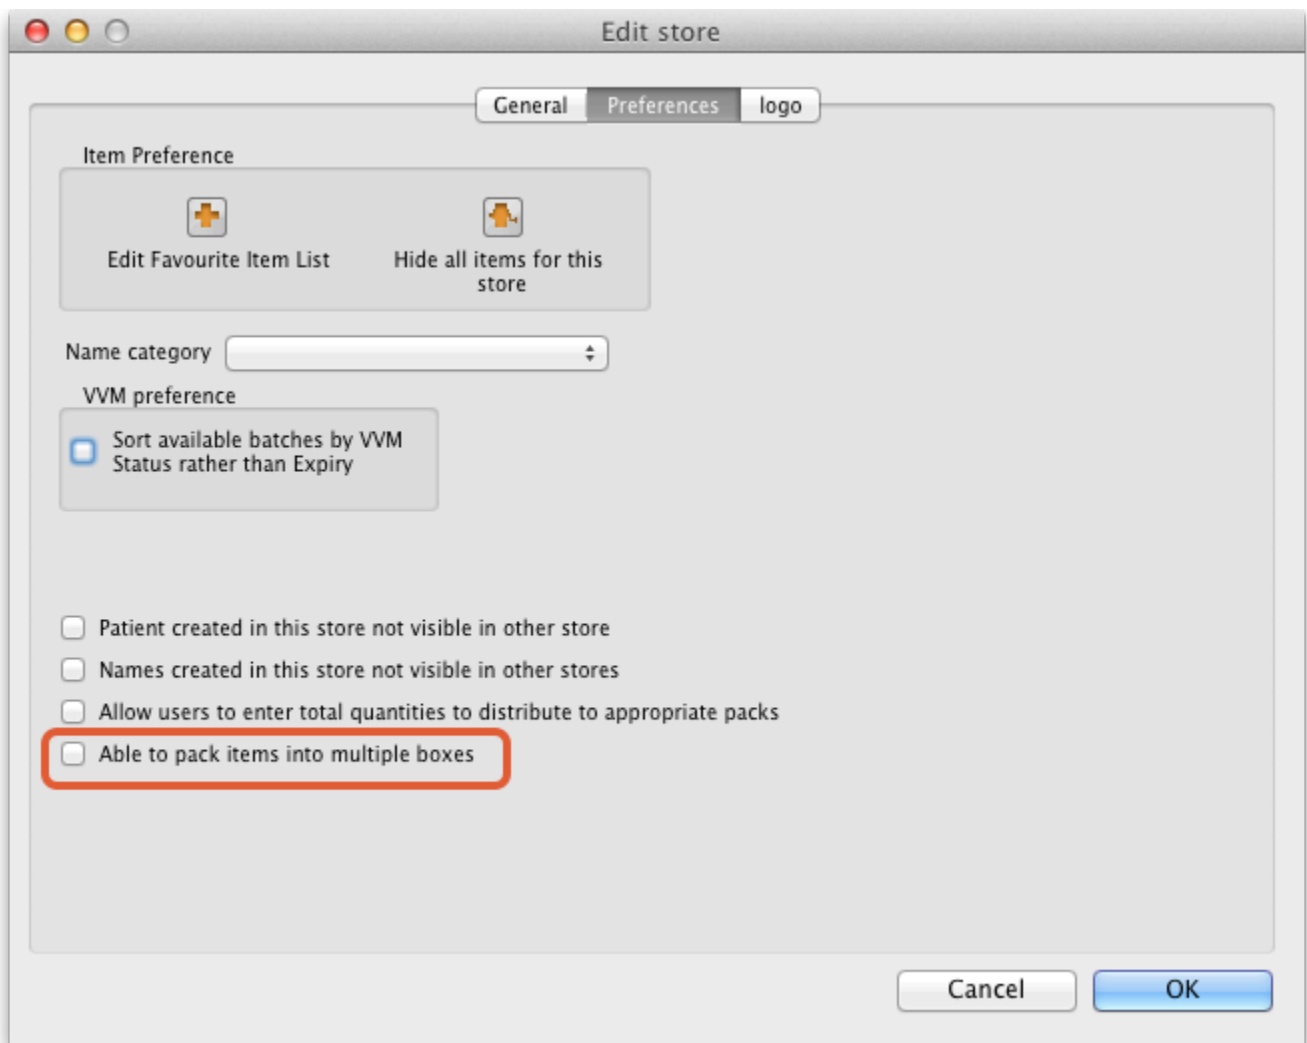 Edit store
General
Preferences
logo
Item Preference
Edit Favourite Item List
Hide all items for this
store
Name category
VVM preference
Sort available batches by VVM
Status rather than Expiry
Patient created in this store not visible in other store
Names created in this store not visible in other stores
Allow users to enter total quantities to distribute to appropriate packs
Able to pack items into multiple boxes
Cancel
OK